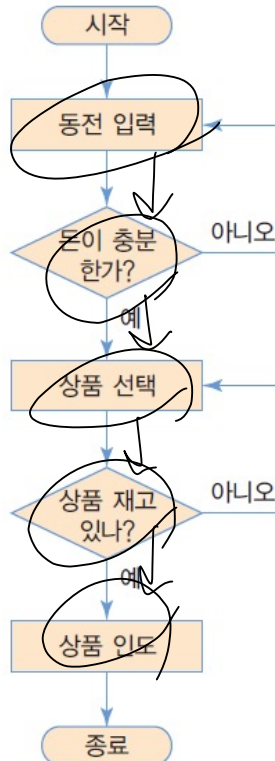 시작
동전 입력
돈이 충분
한가?
아니오
예
상품 선택
상품 재고
있나?
아니오
예
상품 인도
종료